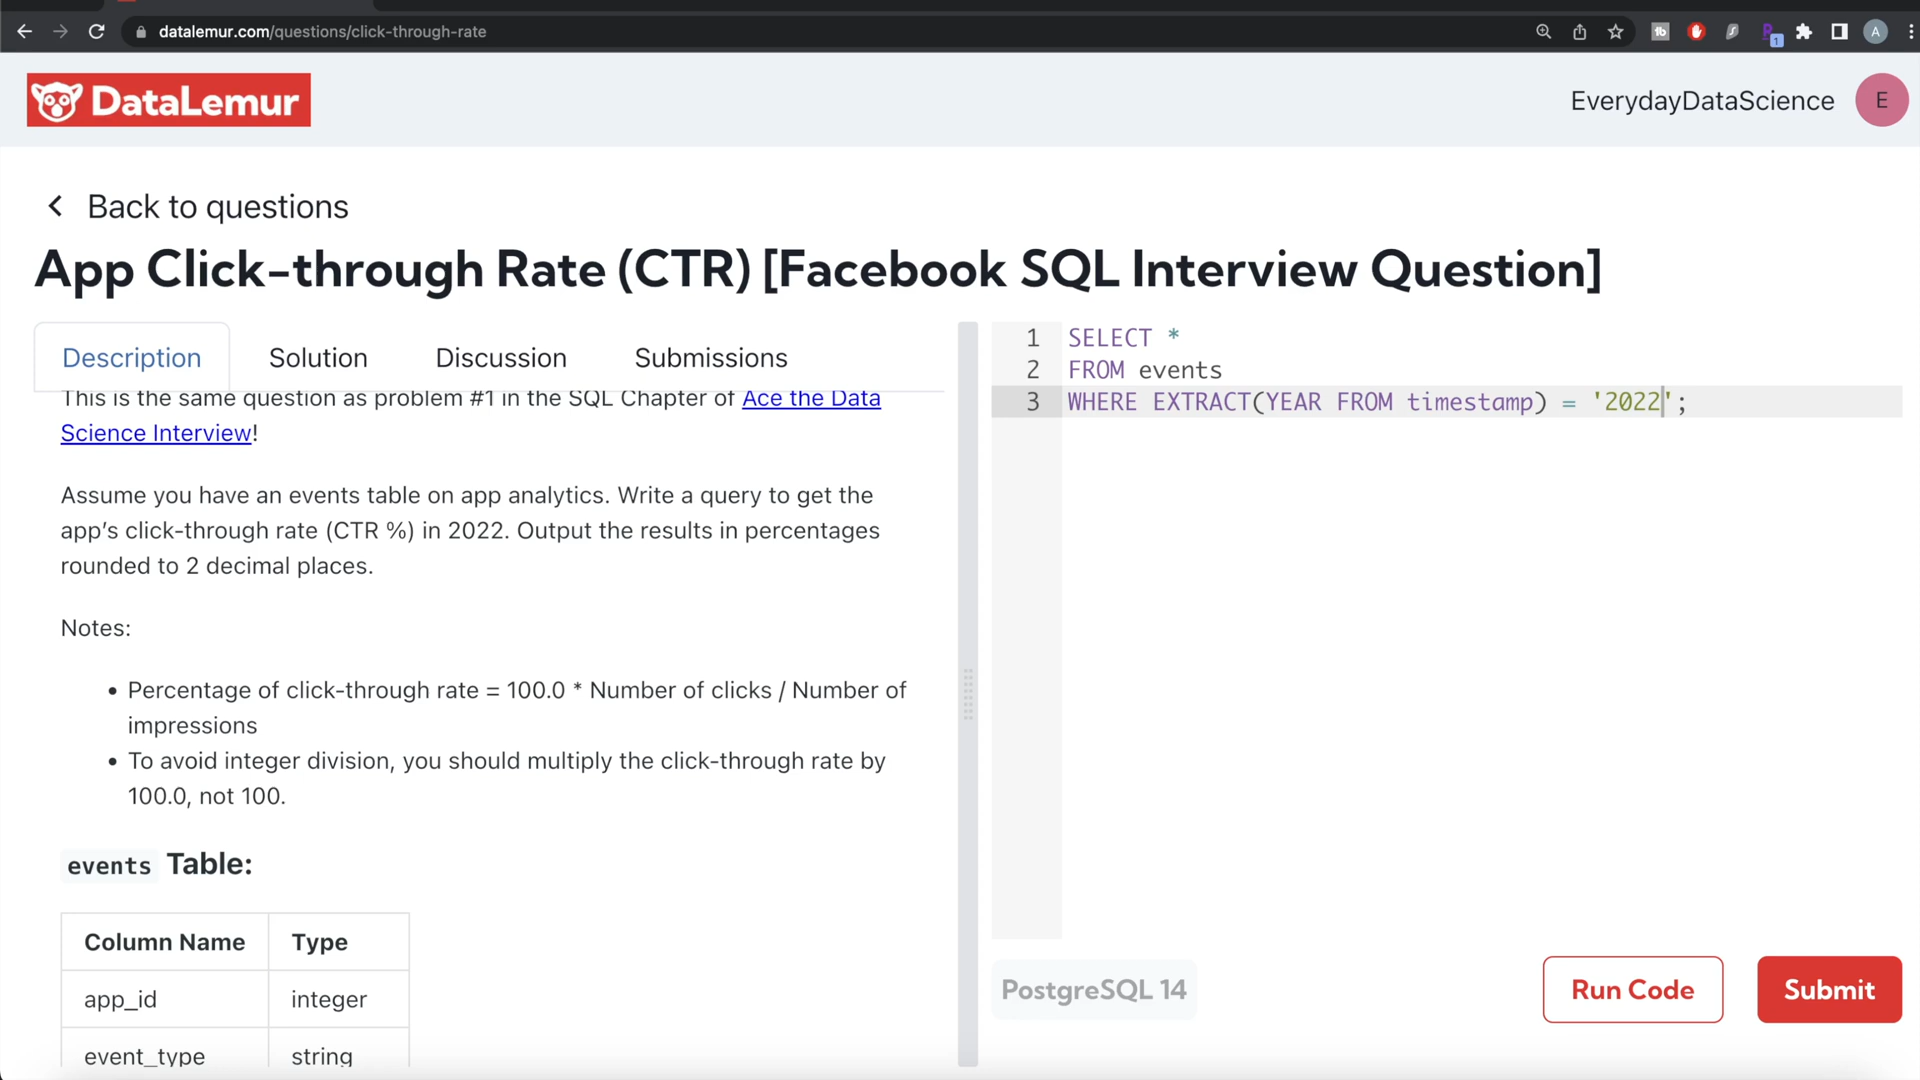 datalemur.com/questions/click-through-rate
1
A
DataLemur
EverydayDataScience
E
Back to questions
App Click-through Rate (CTR) [Facebook SQL Interview Question]
Description
Solution
Discussion
Submissions
This is the same question as problem #1 in the SQL Chapter of Ace the Data
Science Interview!
Assume you have an events table on app analytics. Write a query to get the
app’s click-through rate (CTR %) in 2022. Output the results in percentages
rounded to 2 decimal places.
Notes:
• Percentage of click-through rate = 100.0 * Number of clicks / Number of
impressions
• To avoid integer division, you should multiply the click-through rate by
100.0, not 100.
events Table:
Column Name Type
app_id integer
event_type string
1 SELECT *
2 FROM events
3 WHERE EXTRACT(YEAR FROM timestamp) = '2022';
PostgreSQL 14
Run Code
Submit